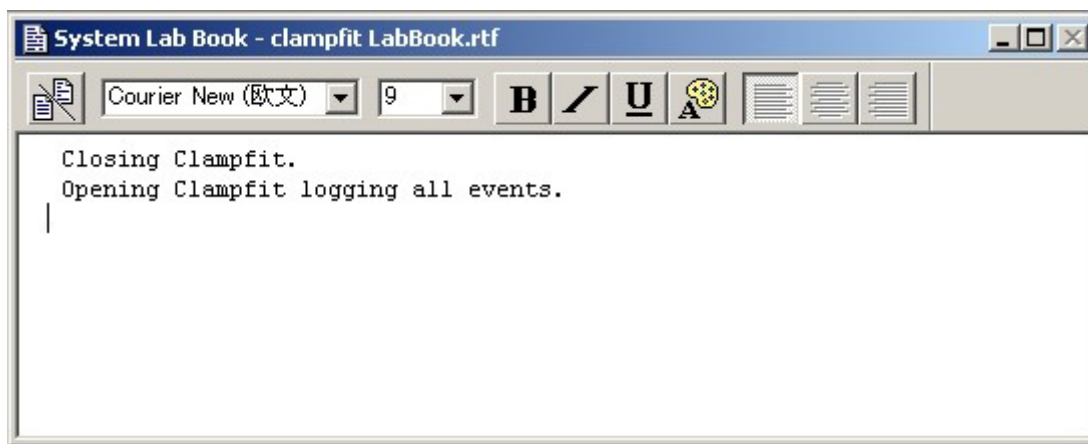 System Lab Book - clampfit LabBook.rtf
Courier New (欧文) 9 B I U A
Closing Clampfit.
Opening Clampfit logging all events.